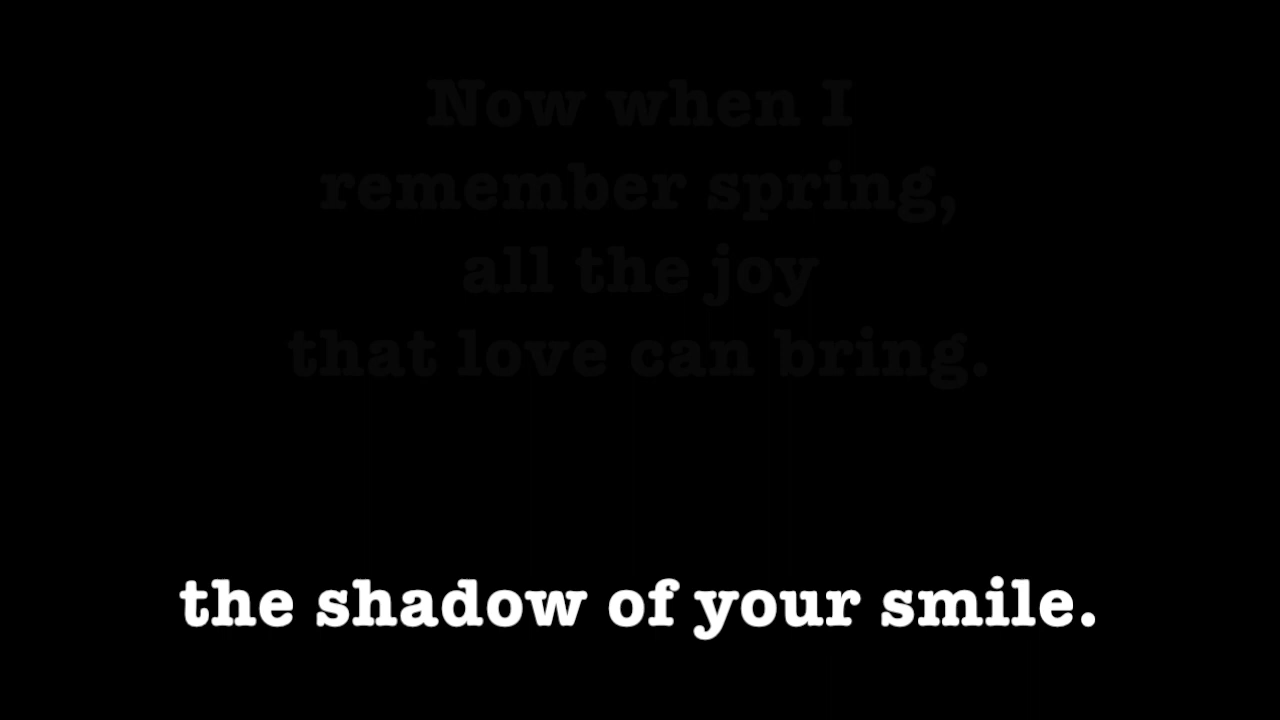 Now when I
remember spring,
all the joy
that love can bring.
the shadow of your smile.